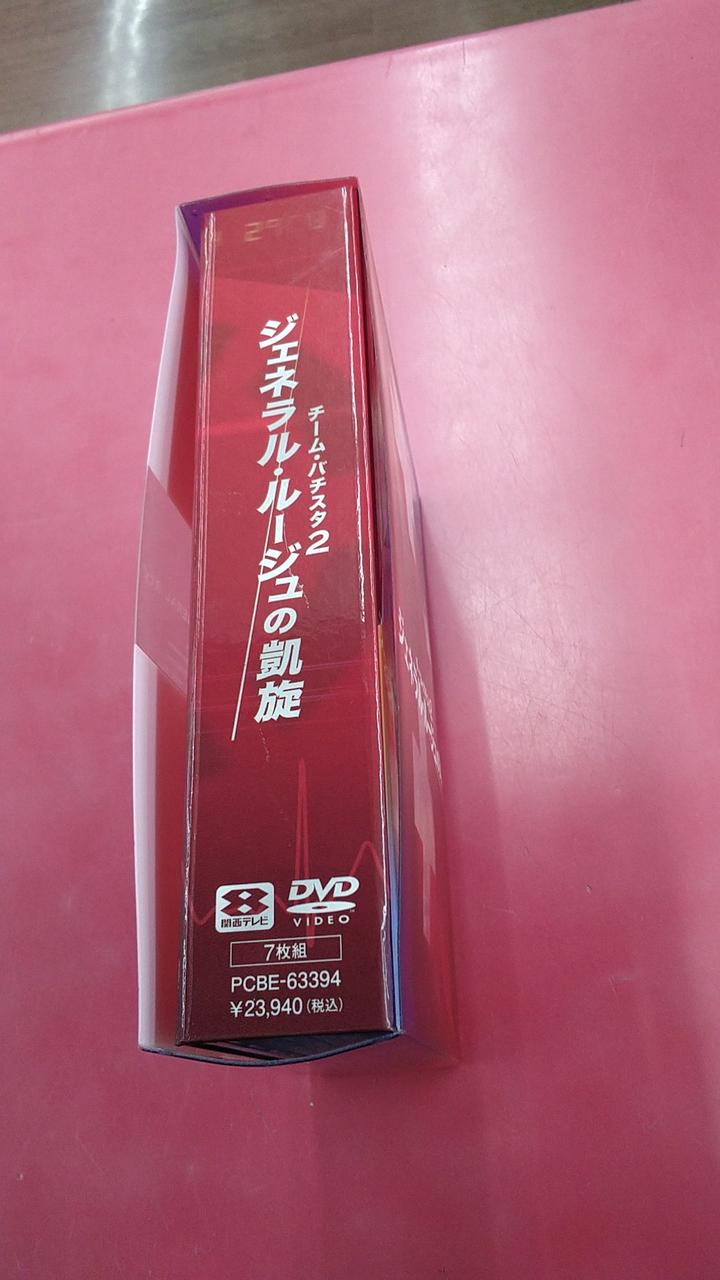 チーム・バチスタ2
ジェネラル・ルージュの凱旋
関西テレビ
DVD
VIDEO
7枚組
PCBE-63394
¥23,940(税込)